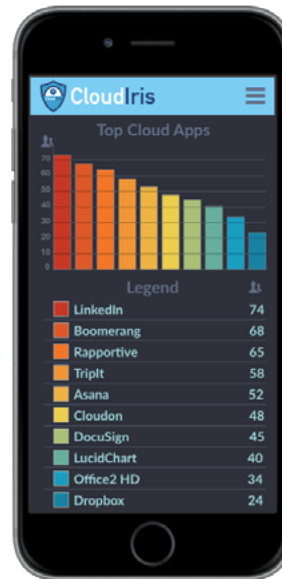 CloudIris
Top Cloud Apps
70
60
50
40
30
20
10
0
Legend
LinkedIn 74
Boomerang 68
Rapportive 65
TripIt 58
Asana 52
Cloudon 48
DocuSign 45
LucidChart 40
Office2 HD 34
Dropbox 24